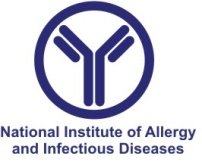 National Institute of Allergy
and Infectious Diseases